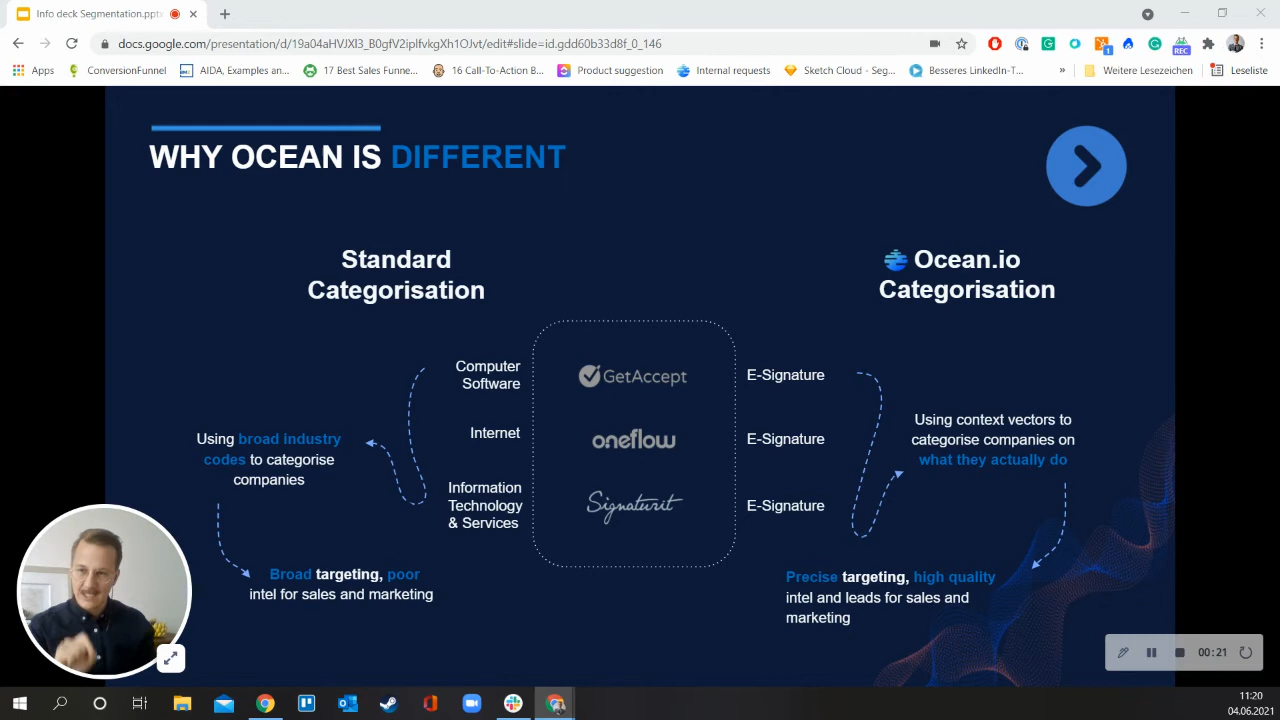 Info deck Segmentation.pptx
docs.google.com/presentation/d/19a04aHVjYI3_B0gfV2ipIfvkgXh1OJvt/edit#slide=id.gdd60b33d8f_0_146
1
REC
Apps
ConversionFunnel
AIDA, Examples an...
17 Best Sales Funne...
16 Call-To-Action B...
Product suggestion
Internal requests
Sketch Cloud - Seg...
Besseres LinkedIn-T...
»
Weitere Lesezeichen
Leseliste
WHY OCEAN IS DIFFERENT
Standard
Categorisation
Ocean.io
Categorisation
Computer
Software
GetAccept
E-Signature
Internet
oneflow
E-Signature
Information
Technology
& Services
Signaturit
E-Signature
Using broad industry
codes to categorise
companies
Using context vectors to
categorise companies on
what they actually do
Broad targeting, poor
intel for sales and marketing
Precise targeting, high quality
intel and leads for sales and
marketing
00:21
11:20
04.06.2021